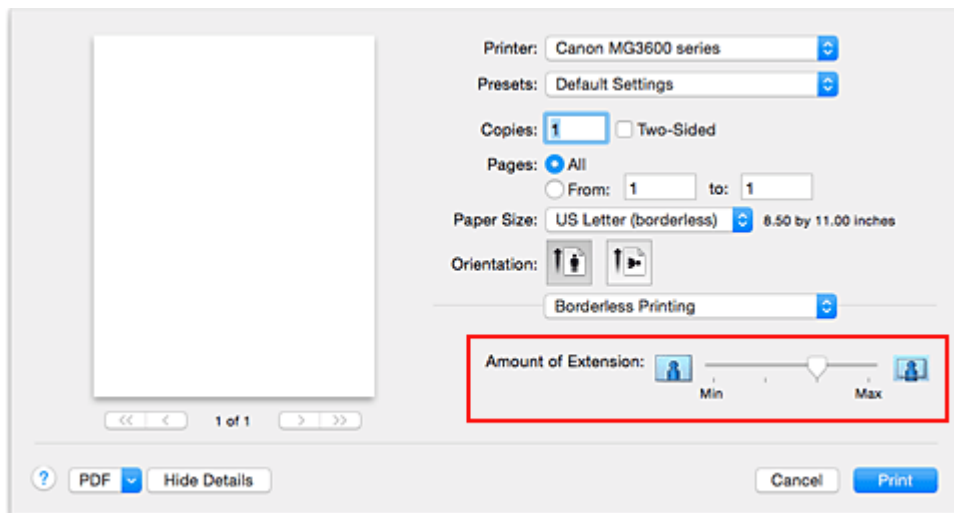 Printer: Canon MG3600 series
Presets: Default Settings
Copies: 1 Two-Sided
Pages: All
From: 1 to: 1
Paper Size: US Letter (borderless) 8.50 by 11.00 inches
Orientation:
Borderless Printing
Amount of Extension:
Min Max
<< < 1 of 1 > >>
? PDF Hide Details Cancel Print